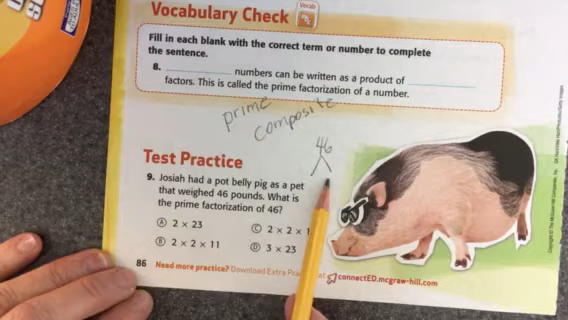 Vocabulary Check
Vocab
Fill in each blank with the correct term or number to complete
the sentence.
8. ____________ numbers can be written as a product of ____________
factors. This is called the prime factorization of a number.
prime
composite
46
Test Practice
9. Josiah had a pot belly pig as a pet
that weighed 46 pounds. What is
the prime factorization of 46?
Ⓐ 2 × 23
Ⓒ 2 × 2 × 1
Ⓑ 2 × 2 × 11
Ⓓ 3 × 23
86 Need more practice? Download Extra Pra at connectED.mcgraw-hill.com